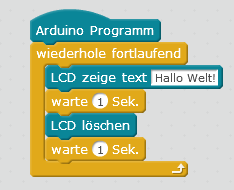 Arduino Programm
wiederhole fortlaufend
LCD zeige text Hallo Welt!
warte 1 Sek.
LCD löschen
warte 1 Sek.